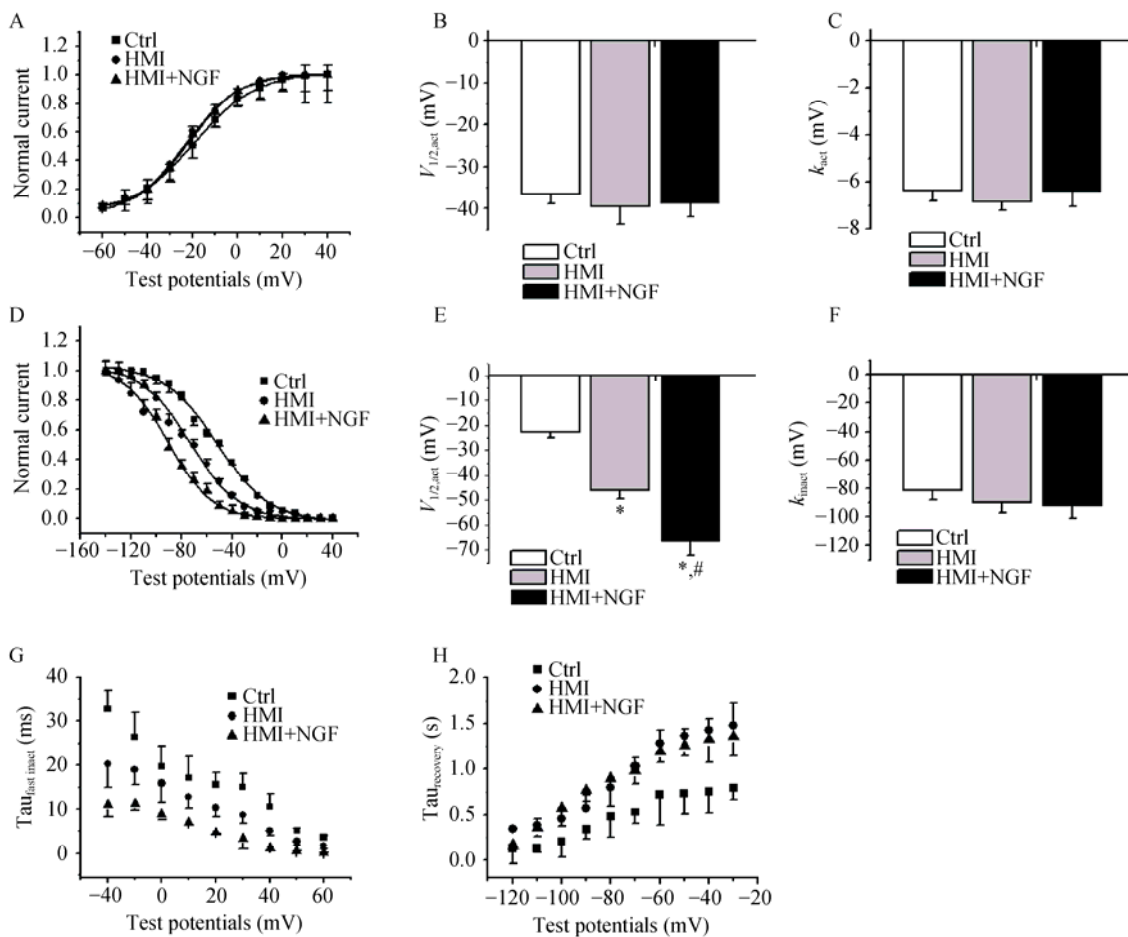 A
1.2
1.0
0.8
0.6
0.4
0.2
0.0
Normal current
Ctrl
HMI
HMI+NGF
−60 −40 −20 0 20 40
Test potentials (mV)
B
0
−10
−20
−30
−40
V1/2,act (mV)
Ctrl
HMI
HMI+NGF
C
0
−2
−4
−6
−8
kact (mV)
Ctrl
HMI
HMI+NGF
D
1.2
1.0
0.8
0.6
0.4
0.2
0.0
Normal current
Ctrl
HMI
HMI+NGF
−160 −120 −80 −40 0 40
Test potentials (mV)
E
0
−10
−20
−30
−40
−50
−60
−70
V1/2,act (mV)
*
*,#
Ctrl
HMI
HMI+NGF
F
0
−20
−40
−60
−80
−100
−120
kinact (mV)
Ctrl
HMI
HMI+NGF
G
40
30
20
10
0
Taufast inact (ms)
Ctrl
HMI
HMI+NGF
−40 −20 0 20 40 60
Test potentials (mV)
H
2.0
1.5
1.0
0.5
0.0
Taurecovery (s)
Ctrl
HMI
HMI+NGF
−120 −100 −80 −60 −40 −20
Test potentials (mV)